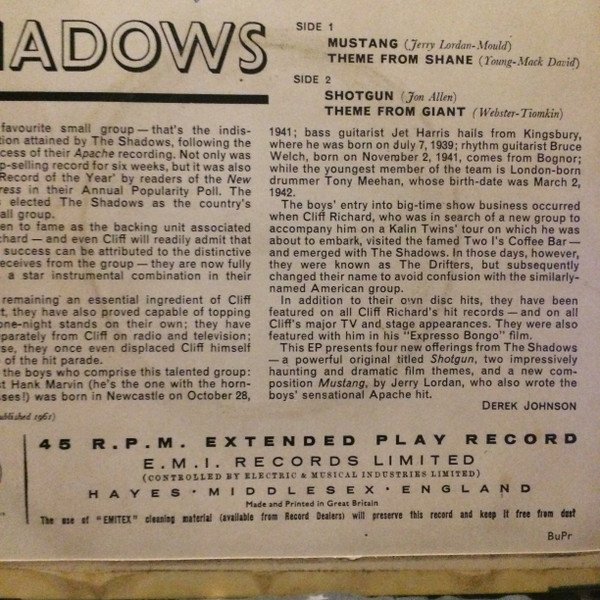 HADOWS
SIDE 1
MUSTANG (Jerry Lordan-Mould)
THEME FROM SHANE (Young-Mack David)
SIDE 2
SHOTGUN (Jon Allen)
THEME FROM GIANT (Webster-Tiomkin)
favourite small group — that's the indis-
tion attained by The Shadows, following the
cess of their Apache recording. Not only was
p-selling record for six weeks, but it was also
Record of the Year' by readers of the New
ress in their Annual Popularity Poll. The
s elected The Shadows as the country's
all group.
en to fame as the backing unit associated
chard — and even Cliff will readily admit that
success can be attributed to the distinctive
eceives from the group — they are now fully
a star instrumental combination in their
remaining an essential ingredient of Cliff
t, they have also proved capable of topping
one-night stands on their own; they have
parately from Cliff on radio and television;
rse, they once even displaced Cliff himself
of the hit parade.
the boys who comprise this talented group:
st Hank Marvin (he's the one with the horn-
sses!) was born in Newcastle on October 28,
ublished 1961)
1941; bass guitarist Jet Harris hails from Kingsbury,
where he was born on July 7, 1939; rhythm guitarist Bruce
Welch, born on November 2, 1941, comes from Bognor;
while the youngest member of the team is London-born
drummer Tony Meehan, whose birth-date was March 2,
1942.
The boys' entry into big-time show business occurred
when Cliff Richard, who was in search of a new group to
accompany him on a Kalin Twins' tour on which he was
about to embark, visited the famed Two I's Coffee Bar —
and emerged with The Shadows. In those days, however,
they were known as The Drifters, but subsequently
changed their name to avoid confusion with the similarly-
named American group.
In addition to their own disc hits, they have been
featured on all Cliff Richard's hit records — and on all
Cliff's major TV and stage appearances. They were also
featured with him in his "Expresso Bongo" film.
This EP presents four new offerings from The Shadows
— a powerful original titled Shotgun, two impressively
haunting and dramatic film themes, and a new com-
position Mustang, by Jerry Lordan, who also wrote the
boys' sensational Apache hit.
DEREK JOHNSON
45 R.P.M. EXTENDED PLAY RECORD
E.M.I. RECORDS LIMITED
(CONTROLLED BY ELECTRIC & MUSICAL INDUSTRIES LIMITED)
HAYES · MIDDLESEX · ENGLAND
Made and Printed in Great Britain
The use of "EMITEX" cleaning material (available from Record Dealers) will preserve this record and keep it free from dust
BuPr